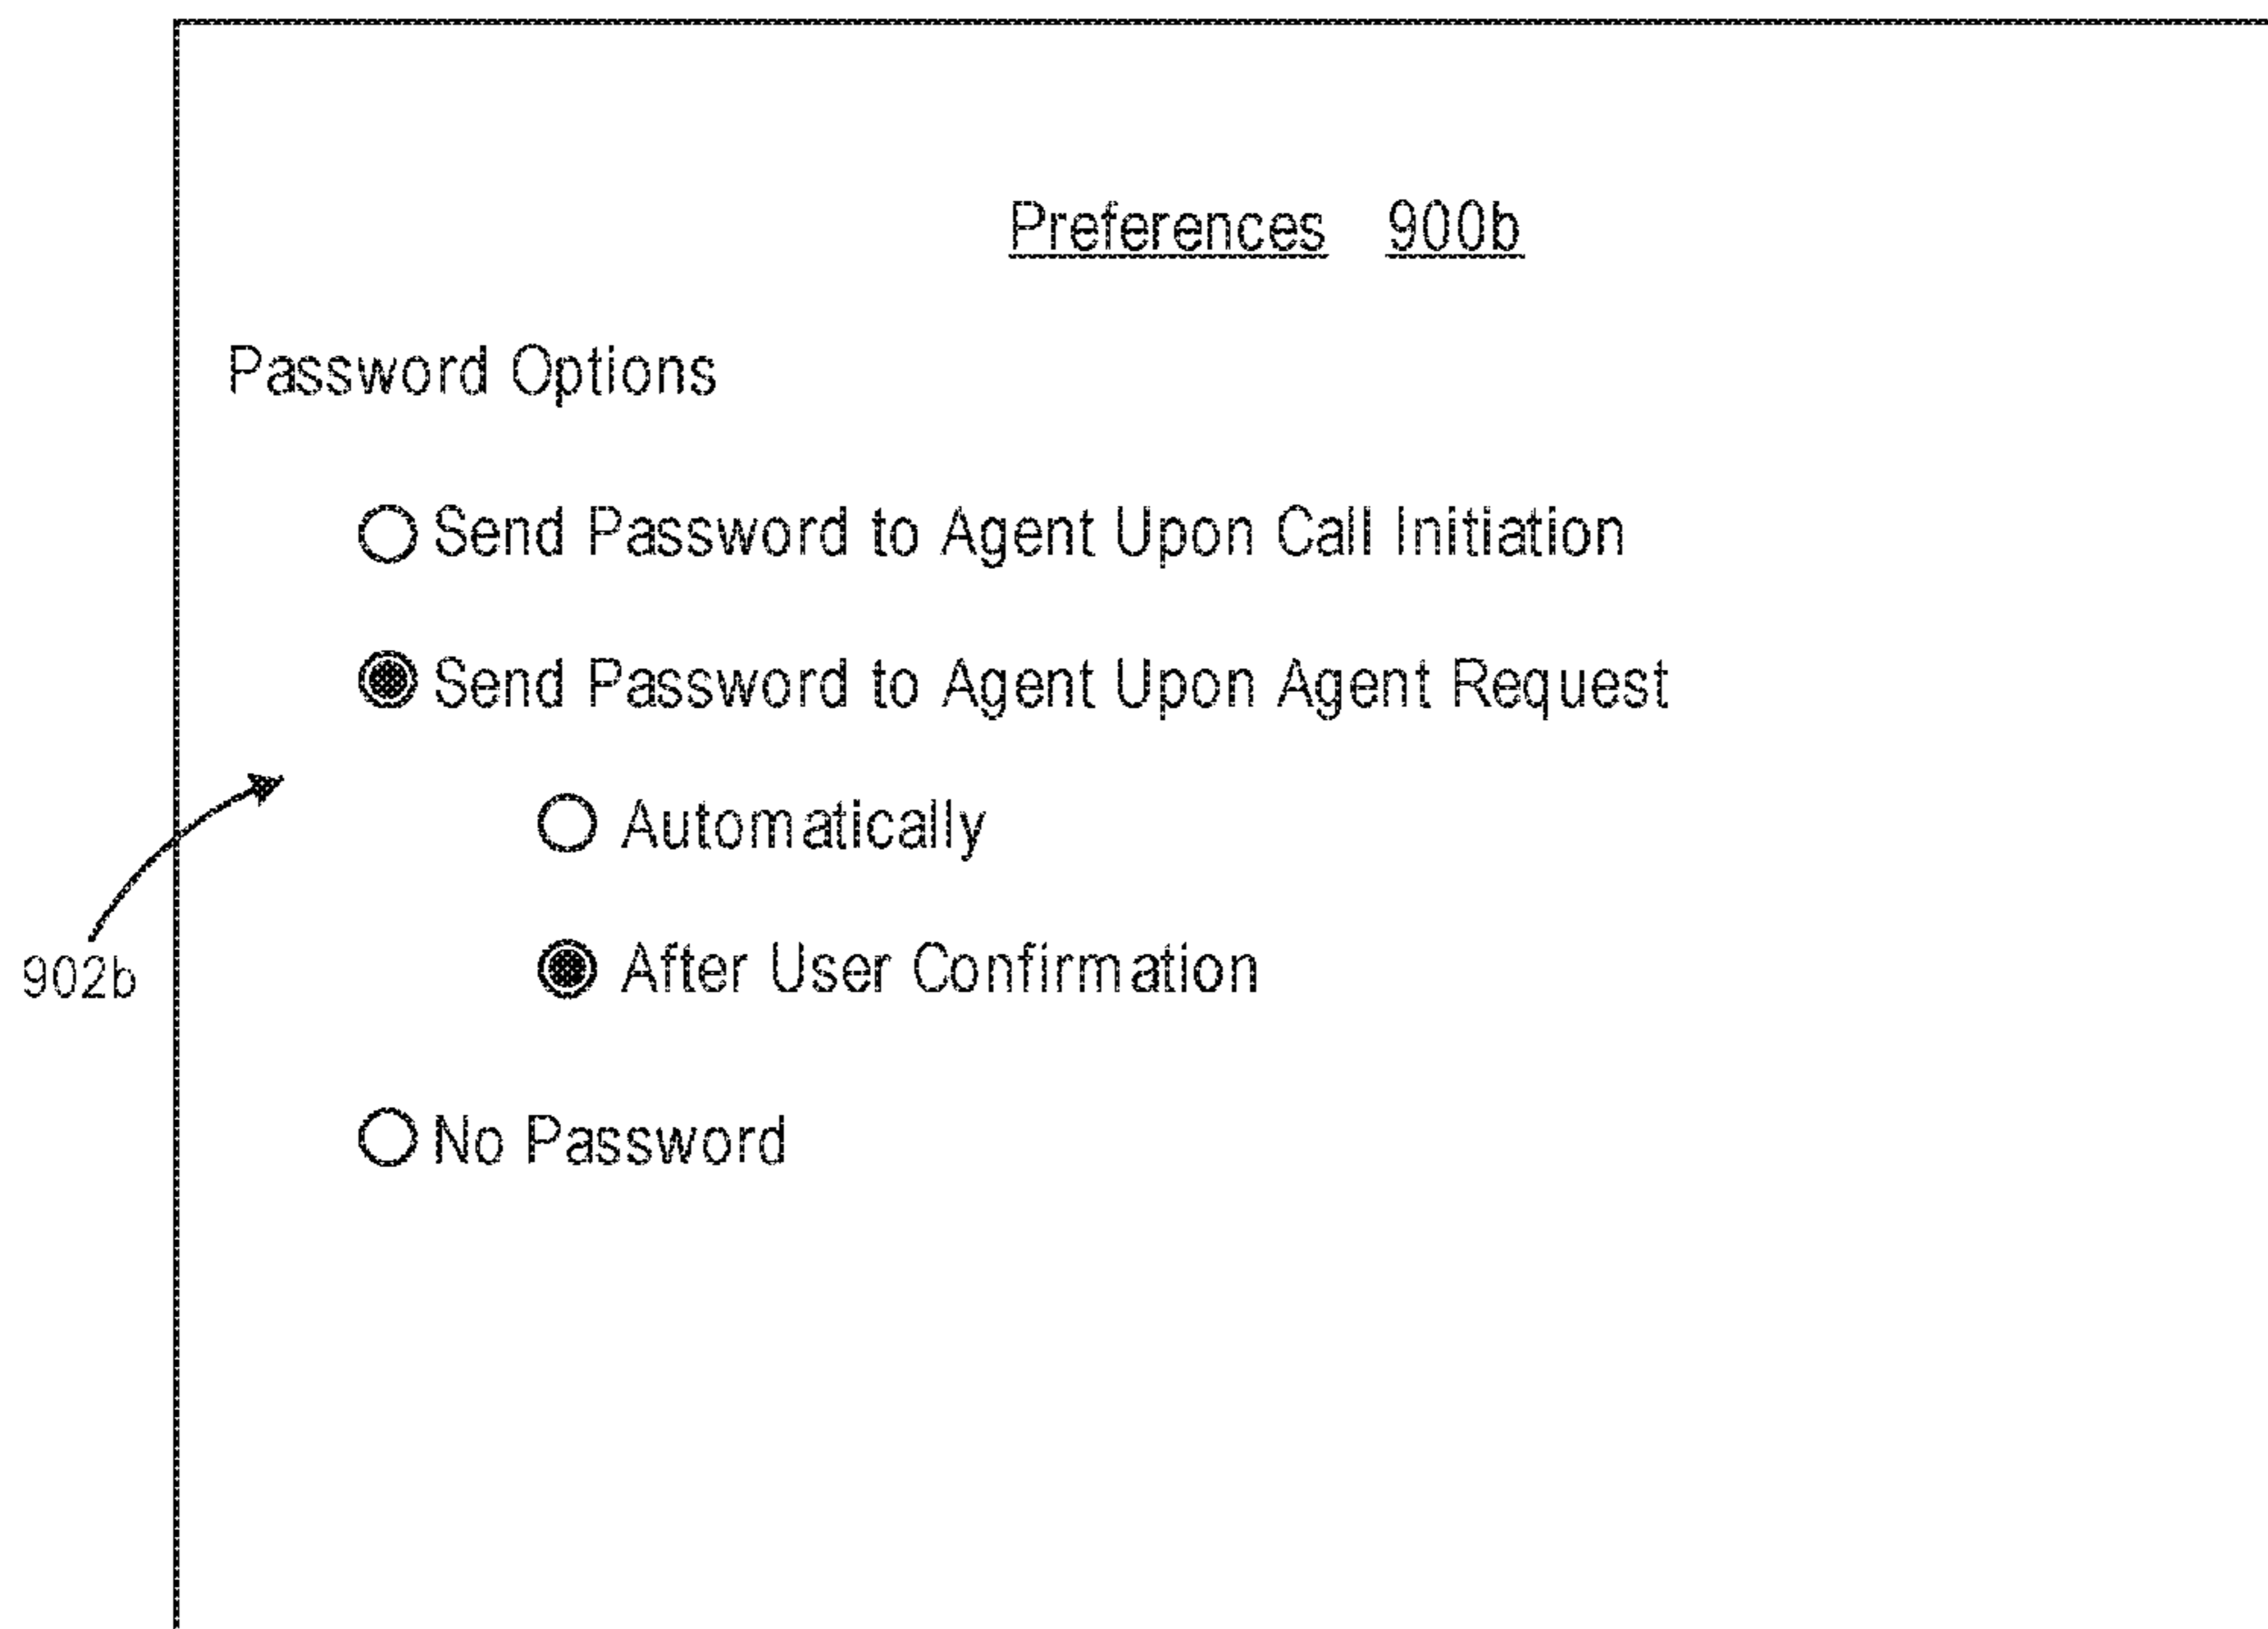 Preferences 900b
Password Options
Send Password to Agent Upon Call Initiation
Send Password to Agent Upon Agent Request
Automatically
After User Confirmation
902b
No Password